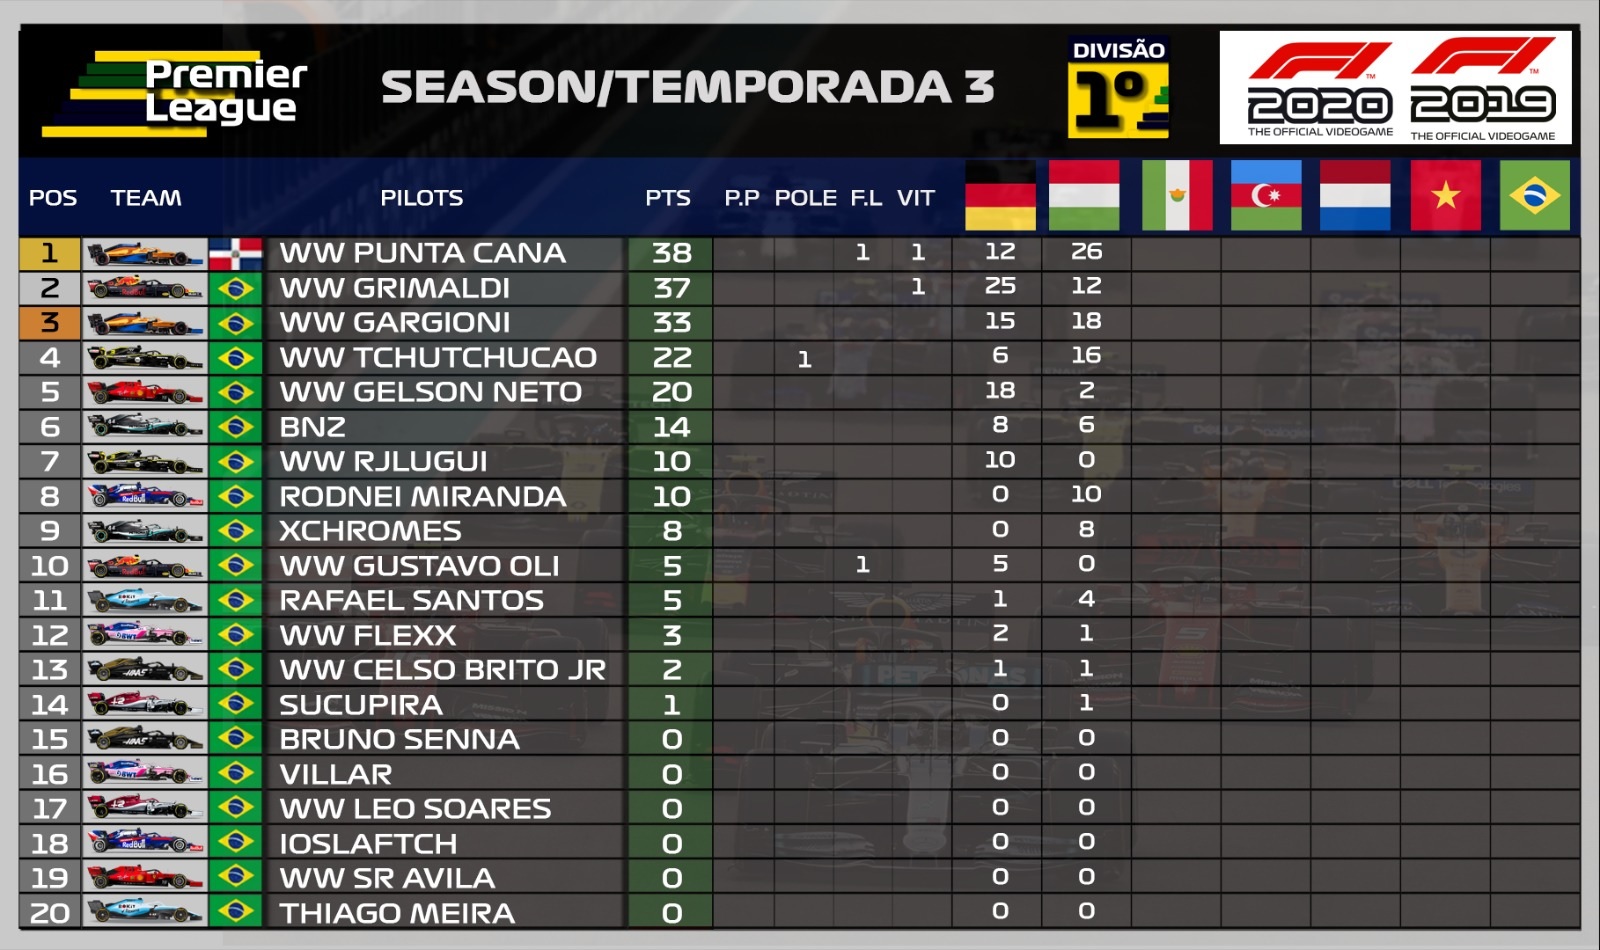 Premier
League
SEASON/TEMPORADA 3
DIVISÃO
1º
F1 F1
2020 2019
THE OFFICIAL VIDEOGAME THE OFFICIAL VIDEOGAME
POS TEAM PILOTS PTS P.P POLE F.L VIT
1 WW PUNTA CANA 38 1 1 12 26
2 WW GRIMALDI 37 1 25 12
3 WW GARGIONI 33 15 18
4 WW TCHUTCHUCAO 22 1 6 16
5 WW GELSON NETO 20 18 2
6 BNZ 14 8 6
7 WW RJLUGUI 10 10 0
8 RODNEI MIRANDA 10 0 10
9 XCHROMES 8 0 8
10 WW GUSTAVO OLI 5 1 5 0
11 RAFAEL SANTOS 5 1 4
12 WW FLEXX 3 2 1
13 WW CELSO BRITO JR 2 1 1
14 SUCUPIRA 1 0 1
15 BRUNO SENNA 0 0 0
16 VILLAR 0 0 0
17 WW LEO SOARES 0 0 0
18 IOSLAFTCH 0 0 0
19 WW SR AVILA 0 0 0
20 THIAGO MEIRA 0 0 0